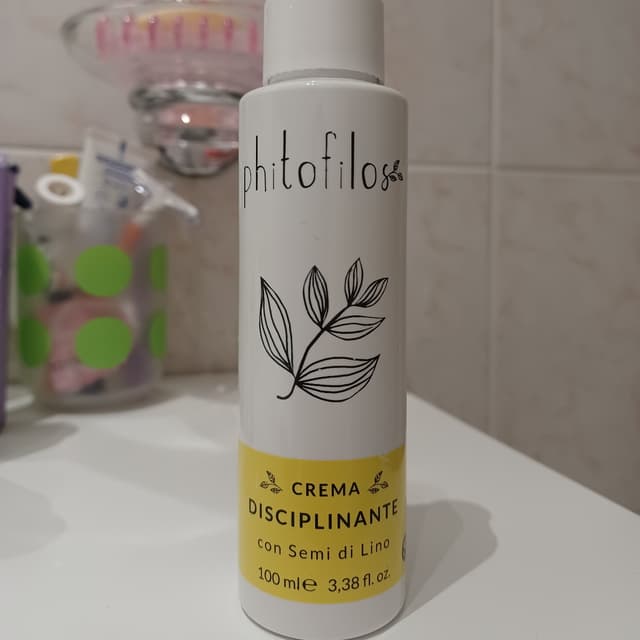 phitofilos
CREMA
DISCIPLINANTE
con Semi di Lino
100 ml ℮ 3,38 fl. oz.